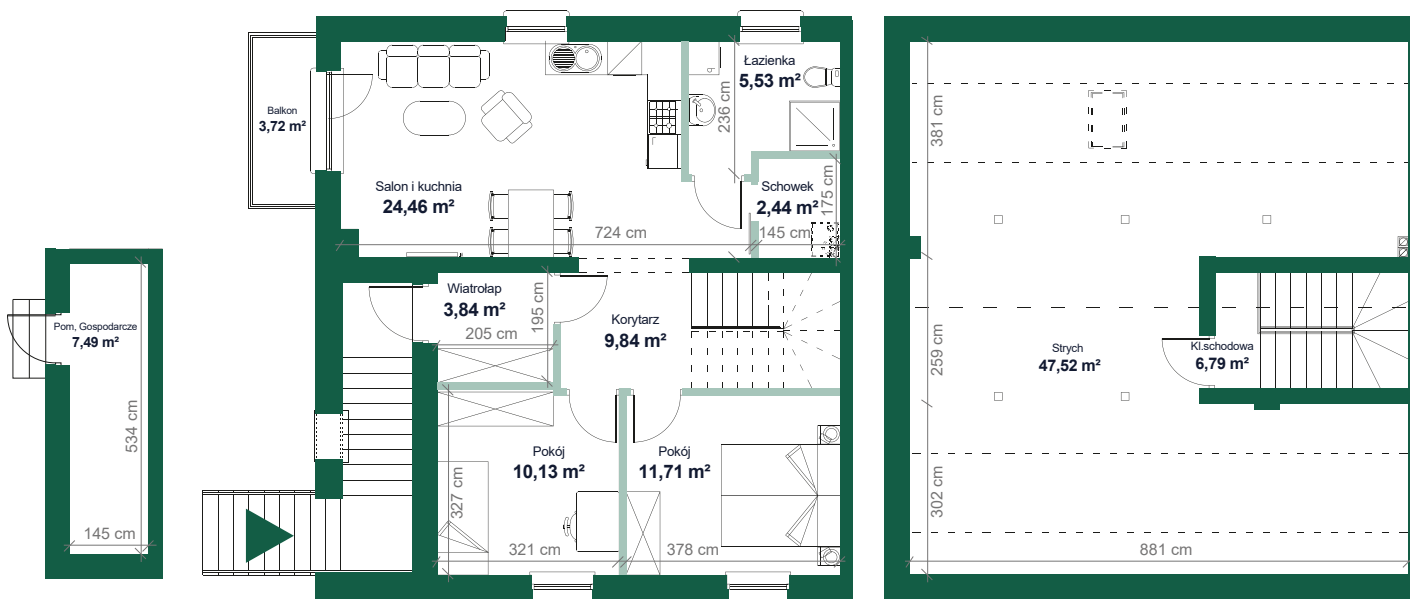 Balkon
3,72 m²
Salon i kuchnia
24,46 m²
724 cm
Łazienka
5,53 m²
236 cm
Schowek
2,44 m²
175 cm
145 cm
Pom, Gospodarcze
7,49 m²
534 cm
145 cm
Wiatrołap
3,84 m²
205 cm
195 cm
Korytarz
9,84 m²
Pokój
10,13 m²
327 cm
321 cm
Pokój
11,71 m²
378 cm
381 cm
259 cm
302 cm
Strych
47,52 m²
Kl.schodowa
6,79 m²
881 cm